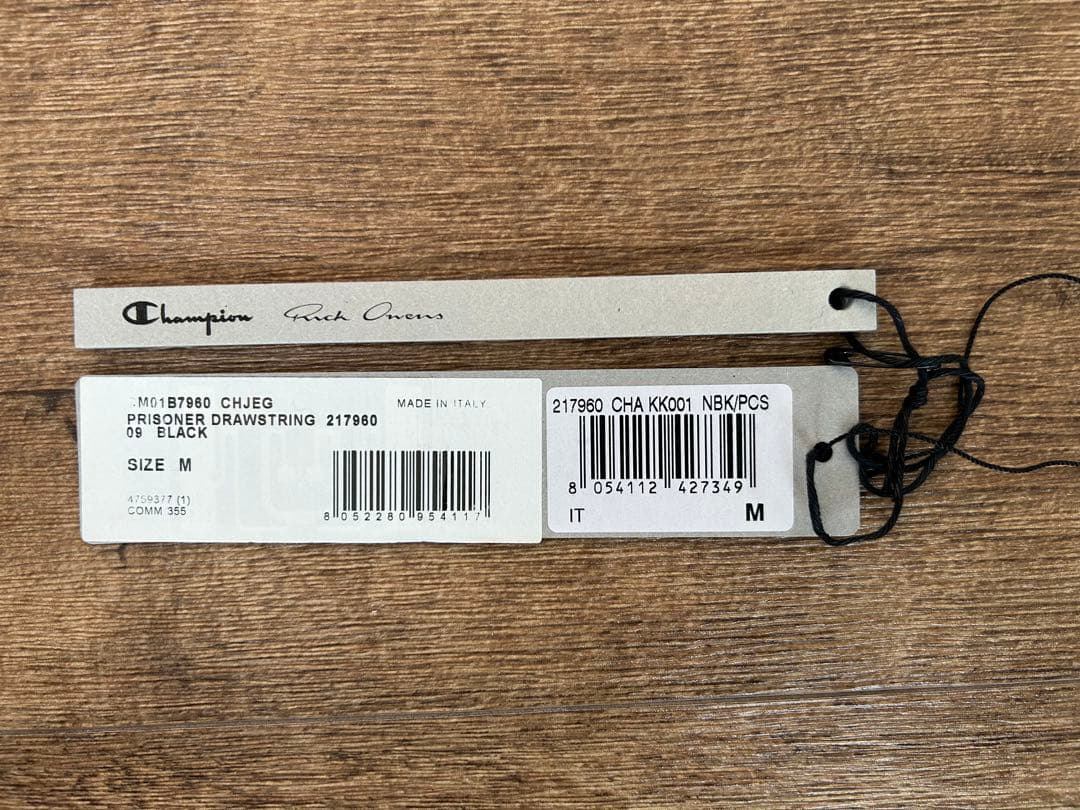 Champion Rick Owens
M01B7960 CHJEG
MADE IN ITALY
PRISONER DRAWSTRING 217960
09 BLACK
SIZE M
4759377 (1)
COMM 355
8 052280 954117
217960 CHA KK001 NBK/PCS
8 054112 427349
IT M